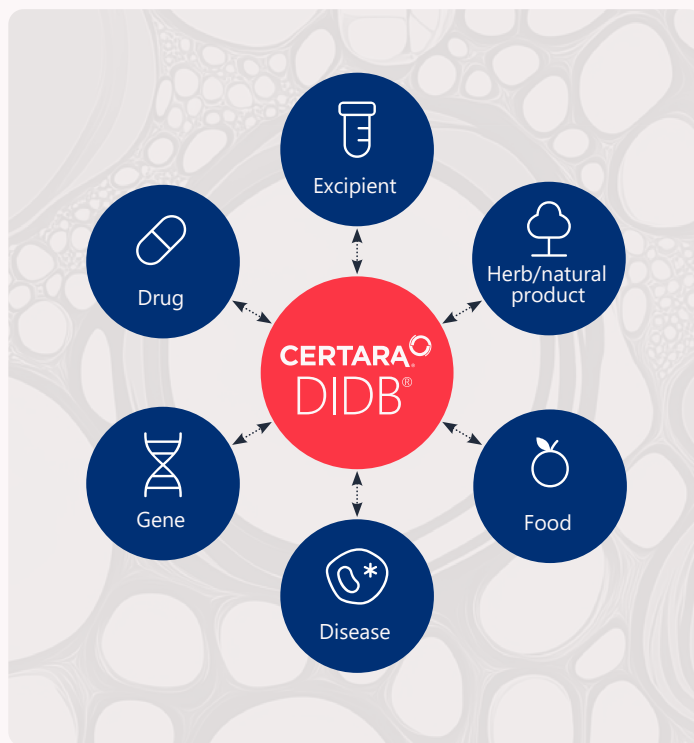 Excipient
Drug
Herb/natural
product
CERTARA®
DIDB®
Gene
Food
Disease